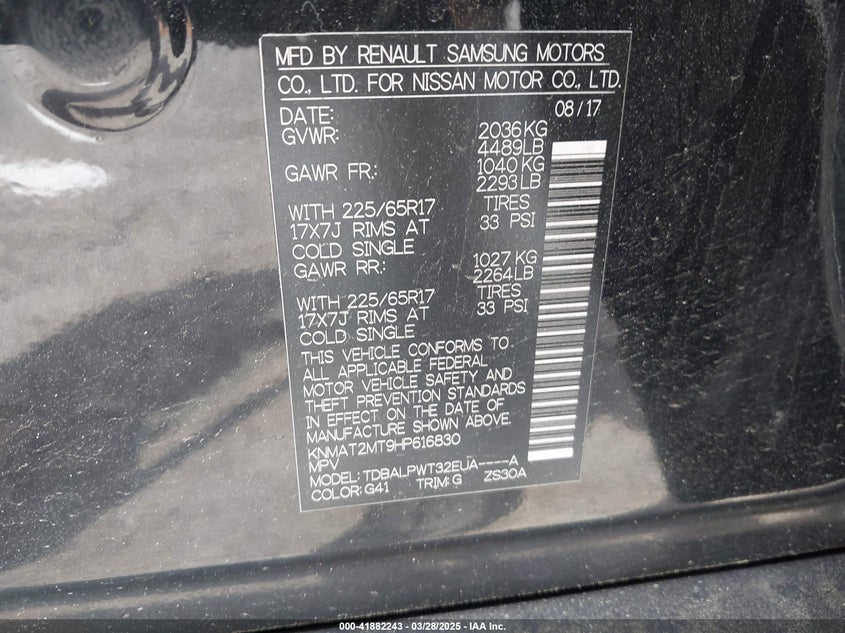 MFD BY RENAULT SAMSUNG MOTORS
CO., LTD. FOR NISSAN MOTOR CO., LTD.
DATE: 08/17
GVWR: 2036KG
4489LB
GAWR FR.: 1040KG
2293LB
WITH 225/65R17 TIRES
17X7J RIMS AT 33 PSI
COLD SINGLE
GAWR RR.: 1027KG
2264LB
WITH 225/65R17 TIRES
17X7J RIMS AT 33 PSI
COLD SINGLE
THIS VEHICLE CONFORMS TO
ALL APPLICABLE FEDERAL
MOTOR VEHICLE SAFETY AND
THEFT PREVENTION STANDARDS
IN EFFECT ON THE DATE OF
MANUFACTURE SHOWN ABOVE.
KNMAT2MT9HP616830
MPV
MODEL: TDBALPWT32EUA----A
COLOR: G41 TRIM: G ZS30A
000-41882243 - 03/28/2025 - IAA Inc.